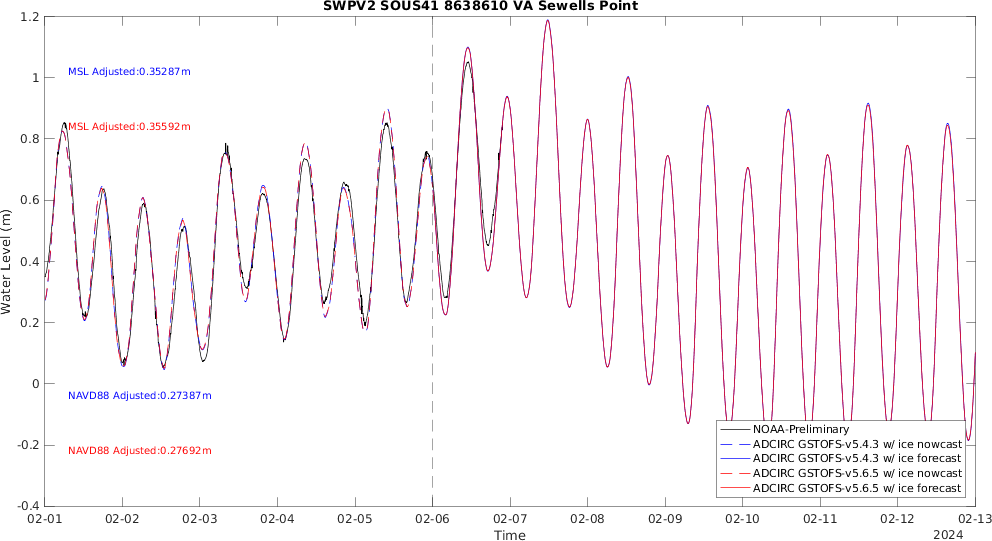 SWPV2 SOUS41 8638610 VA Sewells Point
1.2
1
0.8
0.6
0.4
0.2
0
-0.2
-0.4
Water Level (m)
MSL Adjusted:0.35287m
MSL Adjusted:0.35592m
NAVD88 Adjusted:0.27387m
NAVD88 Adjusted:0.27692m
NOAA-Preliminary
ADCIRC GSTOFS-v5.4.3 w/ ice nowcast
ADCIRC GSTOFS-v5.4.3 w/ ice forecast
ADCIRC GSTOFS-v5.6.5 w/ ice nowcast
ADCIRC GSTOFS-v5.6.5 w/ ice forecast
02-01 02-02 02-03 02-04 02-05 02-06 02-07 02-08 02-09 02-10 02-11 02-12 02-13
Time
2024